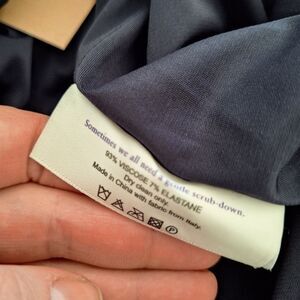 Sometimes we all need a gentle scrub-down.
93% VISCOSE 7% ELASTANE
Dry clean only.
Made in China with fabric from Italy.
P